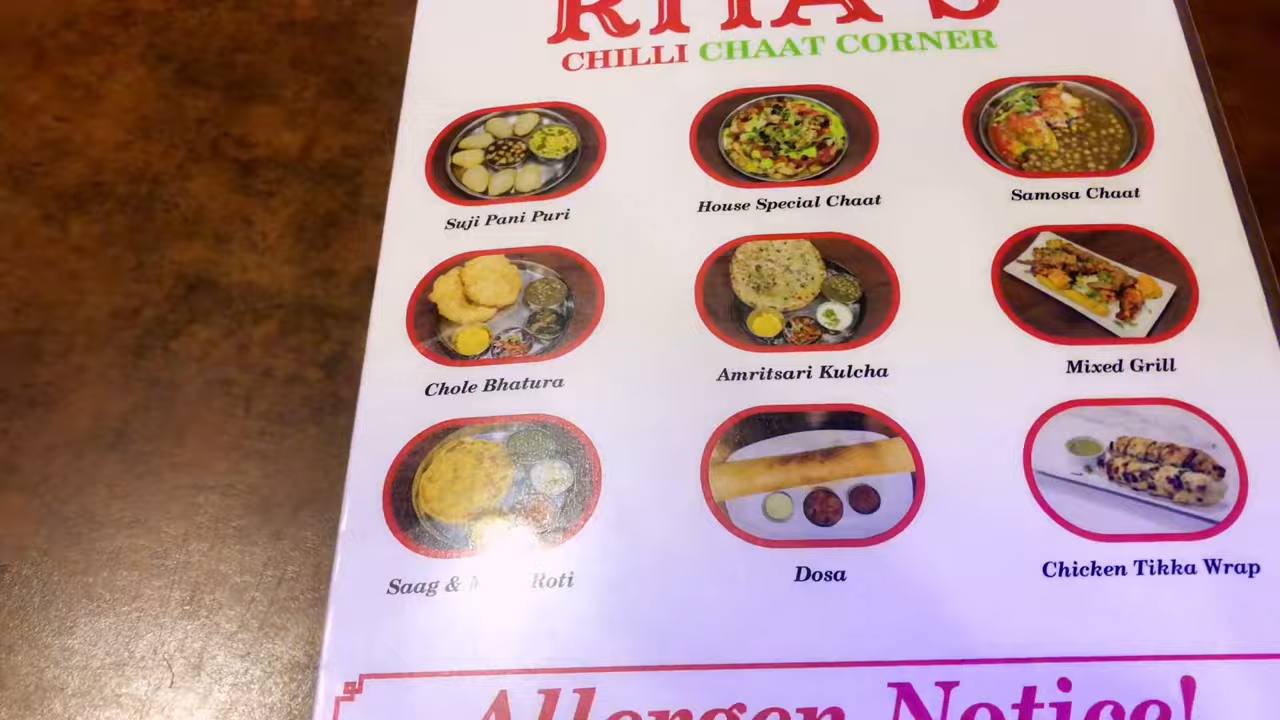 RITA'S
CHILLI CHAAT CORNER
Suji Pani Puri
House Special Chaat
Samosa Chaat
Chole Bhatura
Amritsari Kulcha
Mixed Grill
Saag & Roti
Dosa
Chicken Tikka Wrap
Allergen Notice!